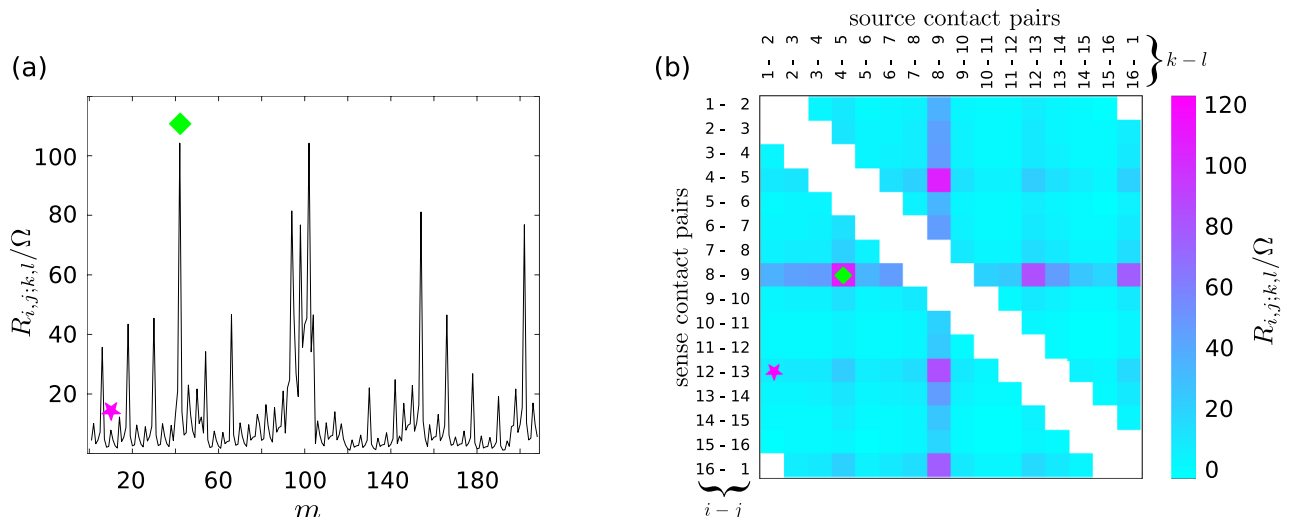 (a)
R_{i,j;k,l}/Ω
100
80
60
40
20
20
60
100
140
180
m
(b)
source contact pairs
1 - 2
2 - 3
3 - 4
4 - 5
5 - 6
6 - 7
7 - 8
8 - 9
9 - 10
10 - 11
11 - 12
12 - 13
13 - 14
14 - 15
15 - 16
16 - 1
} k − l
sense contact pairs
1 - 2
2 - 3
3 - 4
4 - 5
5 - 6
6 - 7
7 - 8
8 - 9
9 - 10
10 - 11
11 - 12
12 - 13
13 - 14
14 - 15
15 - 16
16 - 1
i − j
120
100
80
60
40
20
0
R_{i,j;k,l}/Ω